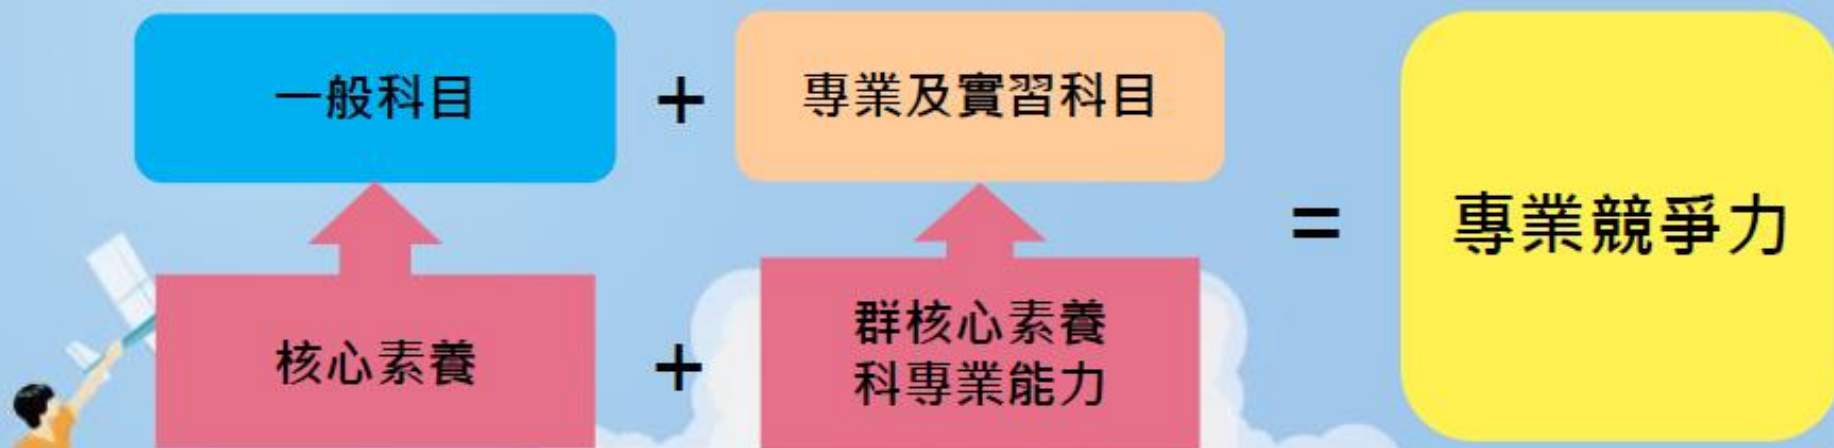 一般科目
+
專業及實習科目
=
專業競爭力
核心素養
+
群核心素養
科專業能力